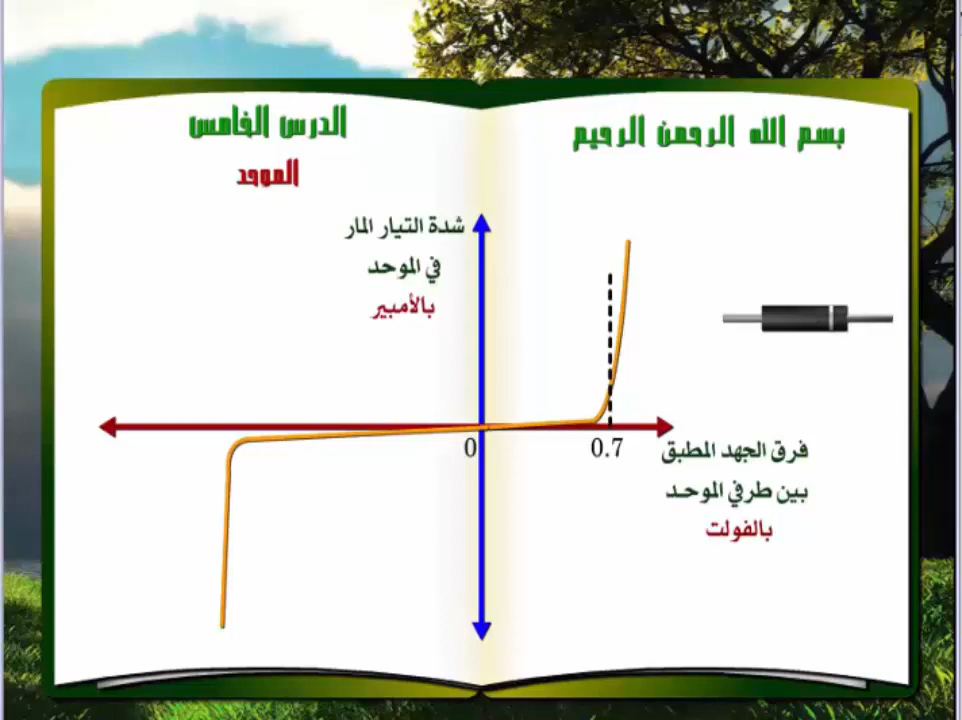 بسم الله الرحمن الرحيم
الدرس الخامس
الموحد
شدة التيار المار
في الموحد
بالأمبير
0
0.7
فرق الجهد المطبق
بين طرفي الموحد
بالفولت